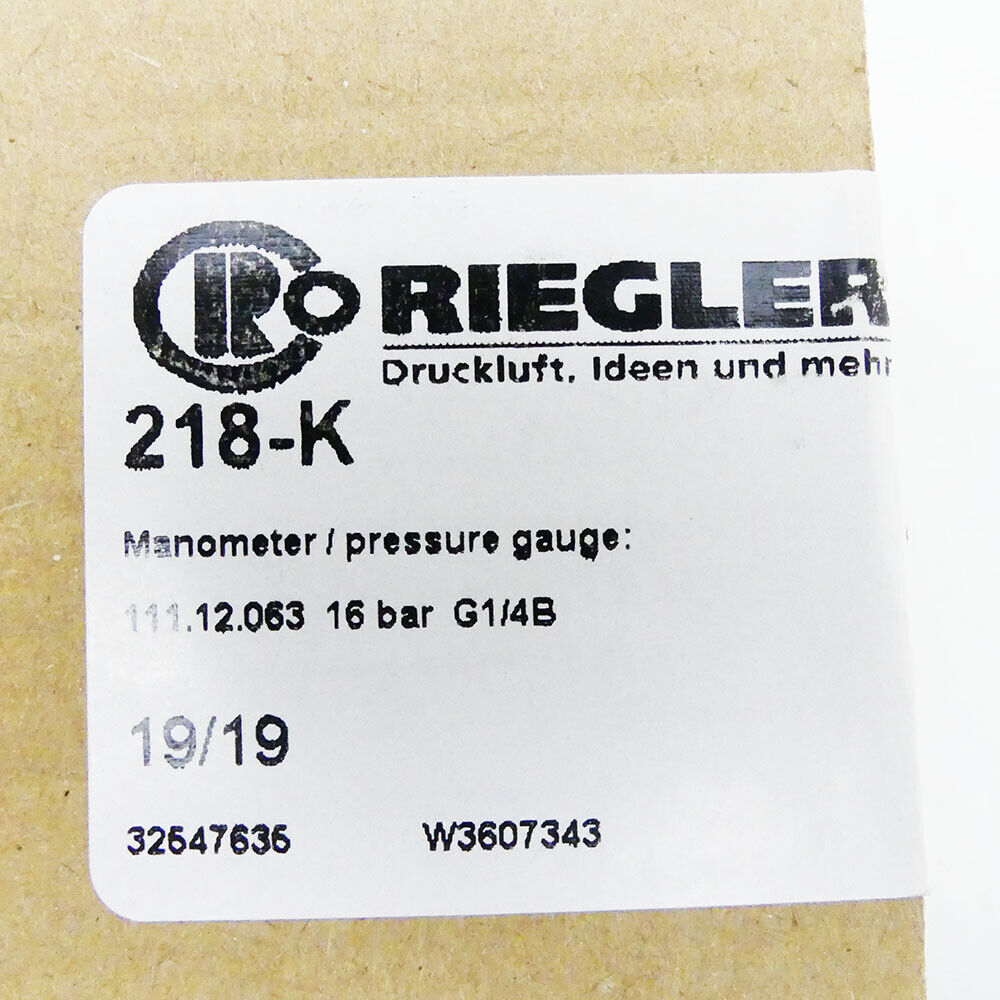 RIEGLER
Druckluft, Ideen und mehr
218-K
Manometer / pressure gauge:
111.12.063 16 bar G1/4B
19/19
W3607343